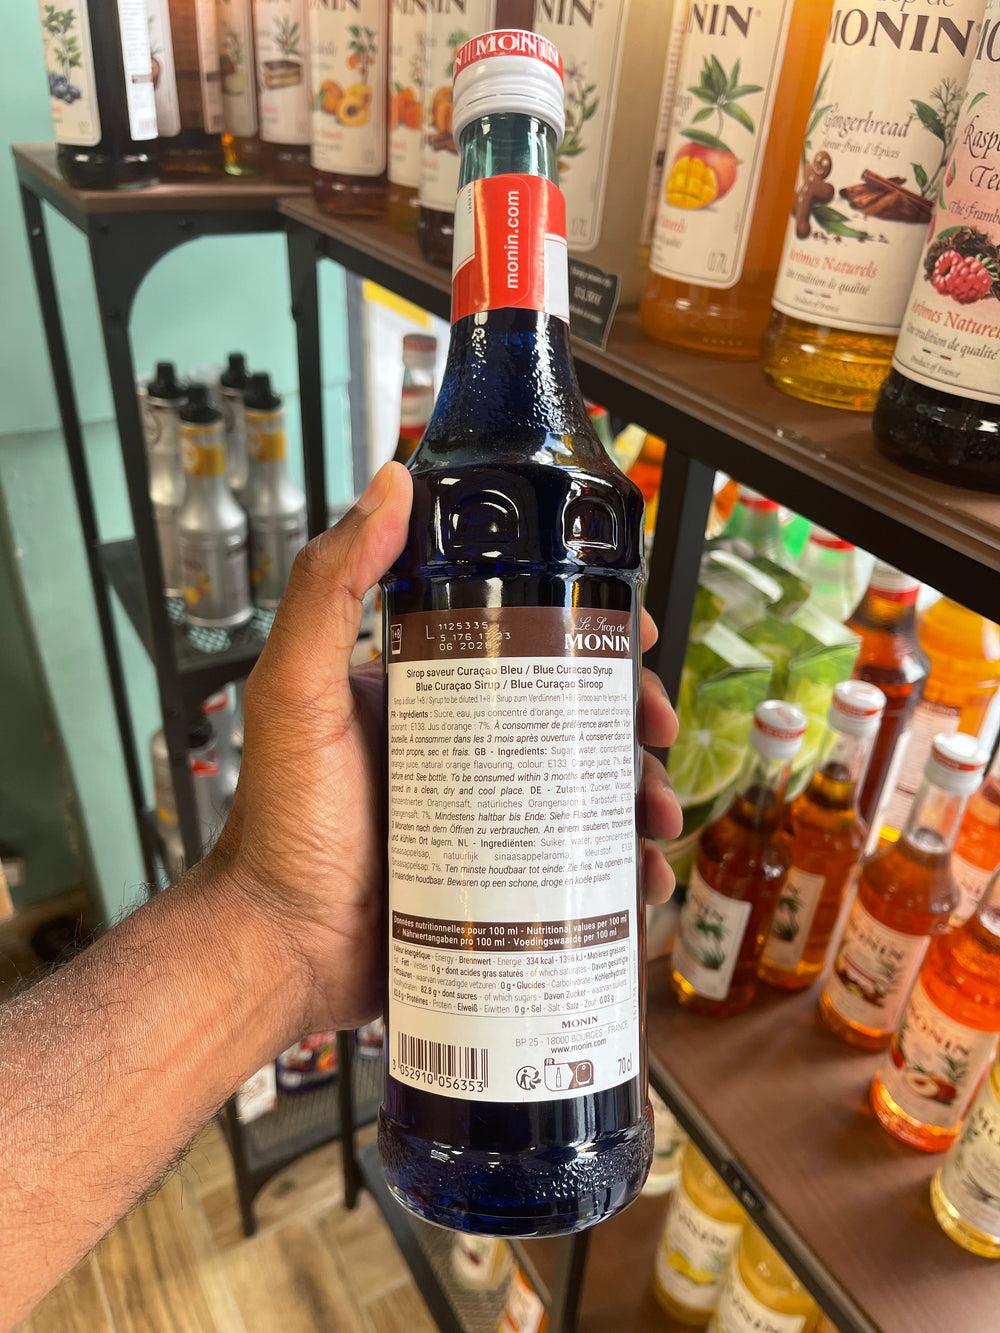 MONIN
monin.com
MONIN
Gingerbread
Saveur Pain d'Épices
Arômes Naturels
Une tradition de qualité
Product of France
0,7L
Arômes Naturels
Une tradition de qualité
Product of France
1+8
L 1125335
5 176 17:23
06 2028
Le Sirop de
MONIN
Sirop saveur Curaçao Bleu / Blue Curacao Syrup
Blue Curaçao Sirup / Blue Curaçao Siroop
Sirop à diluer 1+8 / Syrup to be diluted 1+8 / Sirup zum Verdünnen 1+8 / Siroop aan te lengen 1+8
FR - Ingrédients : Sucre, eau, jus concentré d'orange, arôme naturel d'orange,
colorant : E133. Jus d'orange : 7%. À consommer de préférence avant fin : Voir
bouteille. À consommer dans les 3 mois après ouverture. À conserver dans un
endroit propre, sec et frais. GB - Ingredients: Sugar, water, concentrated
orange juice, natural orange flavouring, colour: E133. Orange juice: 7%. Best
before end: See bottle. To be consumed within 3 months after opening. To be
stored in a clean, dry and cool place. DE - Zutaten: Zucker, Wasser,
konzentrierter Orangensaft, natürliches Orangenaroma, Farbstoff: E133.
Orangensaft: 7%. Mindestens haltbar bis Ende: Siehe Flasche. Innerhalb von
3 Monaten nach dem Öffnen zu verbrauchen. An einem sauberen, trockenen
und kühlen Ort lagern. NL - Ingrediënten: Suiker, water, geconcentreerd
sinaasappelsap, natuurlijk sinaasappelaroma, kleurstof: E133.
Sinaasappelsap: 7%. Ten minste houdbaar tot einde: Zie fles. Na openen max.
3 maanden houdbaar. Bewaren op een schone, droge en koele plaats.
Données nutritionnelles pour 100 ml - Nutritional values per 100 ml
Nährwertangaben pro 100 ml - Voedingswaarde per 100 ml
Valeur énergétique - Energy - Brennwert - Energie : 334 kcal - 1396 kJ • Matières grasses -
Fat - Fett - Vetten : 0 g • dont acides gras saturés - of which saturates - Davon gesättigte
Fettsäuren - waarvan verzadigde vetzuren : 0 g • Glucides - Carbohydrate - Kohlenhydrate -
Koolhydraten : 82.8 g • dont sucres - of which sugars - Davon Zucker - waarvan suikers :
82.8 g • Protéines - Protein - Eiweiß - Eiwitten : 0 g • Sel - Salt - Salz - Zout : 0.03 g
MONIN
BP 25 - 18000 BOURGES - FRANCE
www.monin.com
3 052910 056353
FR
70 cl